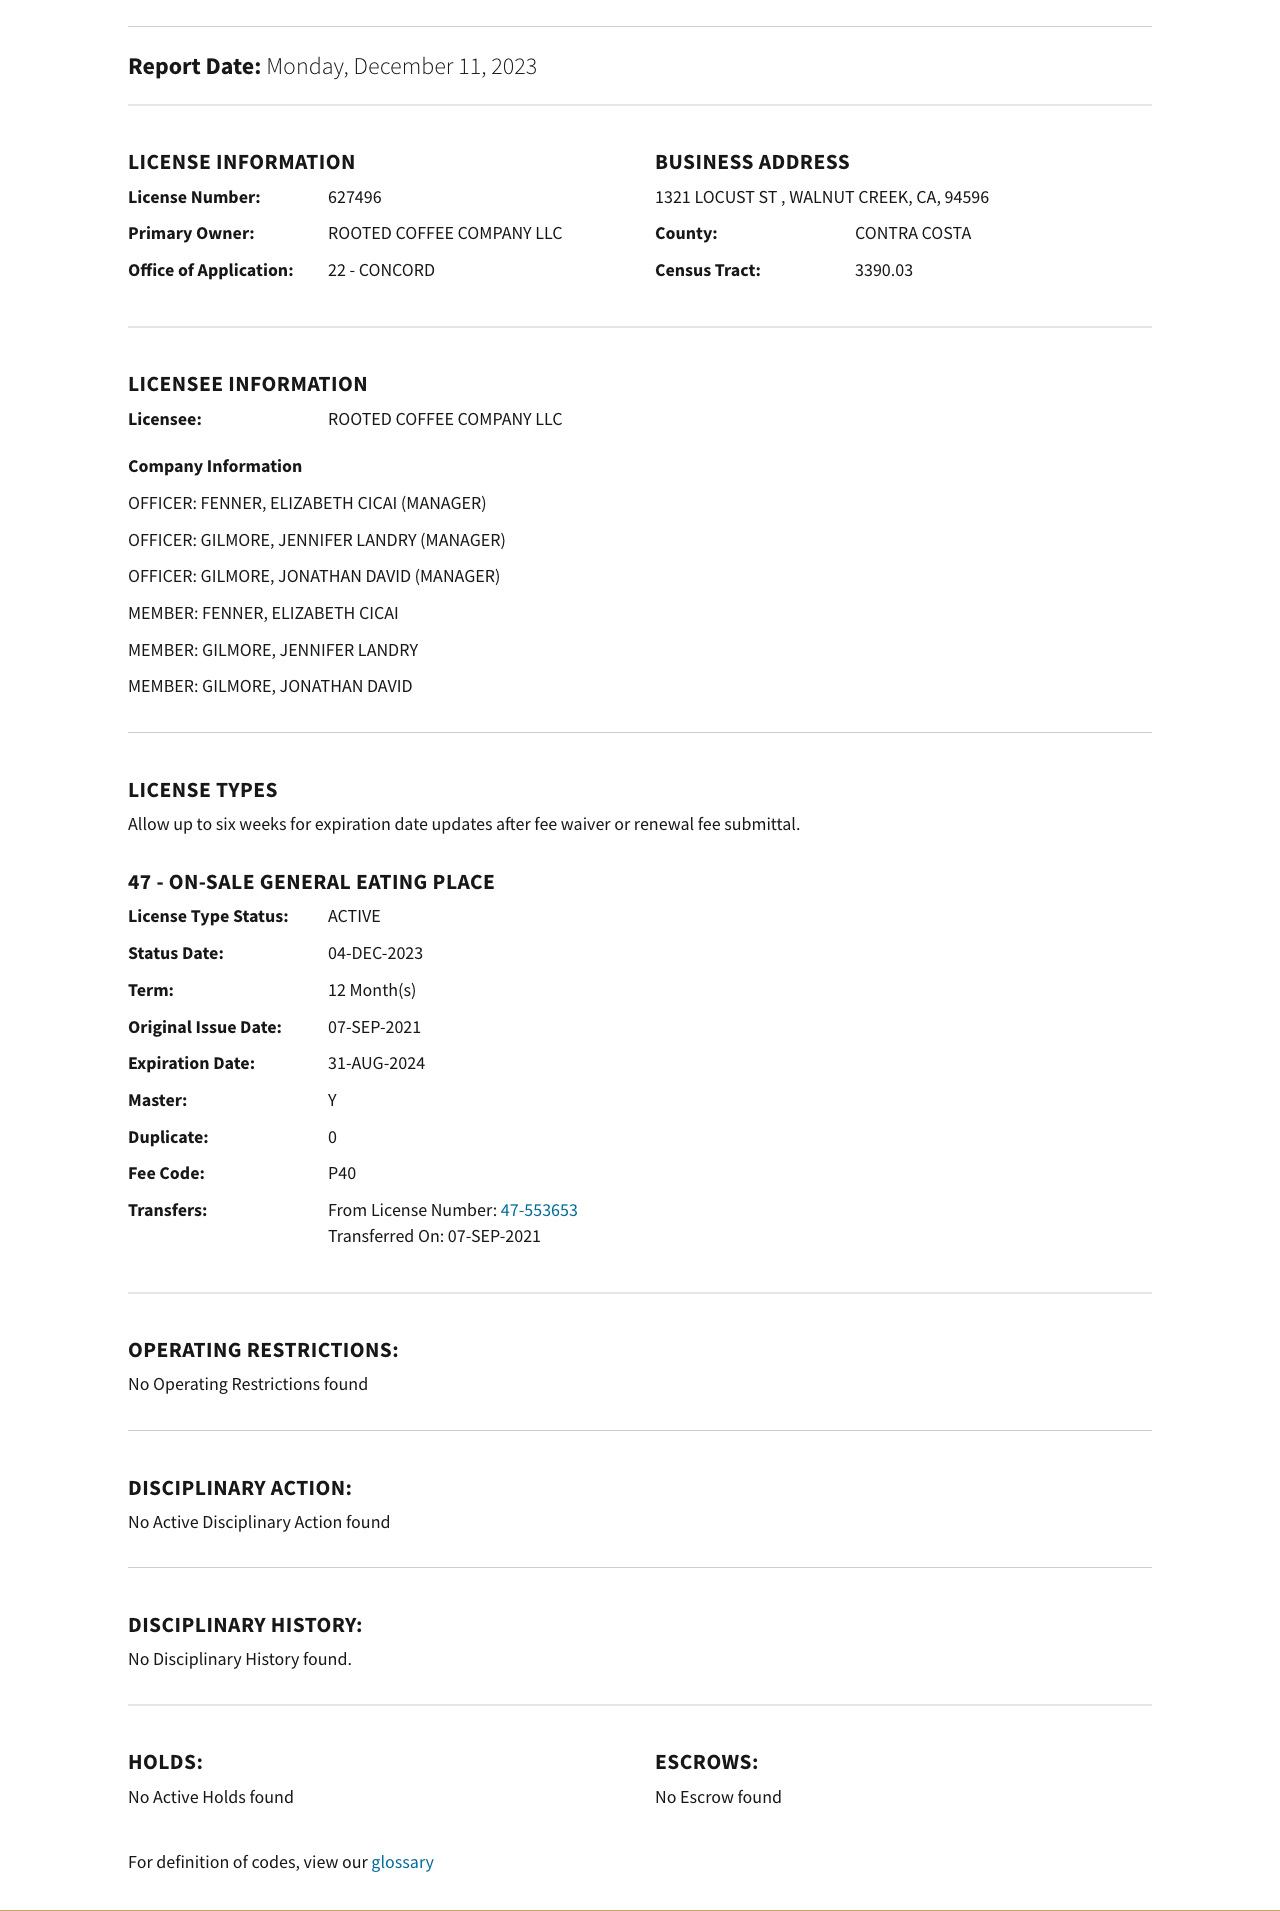 Report Date: Monday, December 11, 2023
LICENSE INFORMATION
License Number: 627496
Primary Owner: ROOTED COFFEE COMPANY LLC
Office of Application: 22 - CONCORD
BUSINESS ADDRESS
1321 LOCUST ST , WALNUT CREEK, CA, 94596
County: CONTRA COSTA
Census Tract: 3390.03
LICENSEE INFORMATION
Licensee: ROOTED COFFEE COMPANY LLC
Company Information
OFFICER: FENNER, ELIZABETH CICAI (MANAGER)
OFFICER: GILMORE, JENNIFER LANDRY (MANAGER)
OFFICER: GILMORE, JONATHAN DAVID (MANAGER)
MEMBER: FENNER, ELIZABETH CICAI
MEMBER: GILMORE, JENNIFER LANDRY
MEMBER: GILMORE, JONATHAN DAVID
LICENSE TYPES
Allow up to six weeks for expiration date updates after fee waiver or renewal fee submittal.
47 - ON-SALE GENERAL EATING PLACE
License Type Status: ACTIVE
Status Date: 04-DEC-2023
Term: 12 Month(s)
Original Issue Date: 07-SEP-2021
Expiration Date: 31-AUG-2024
Master: Y
Duplicate: 0
Fee Code: P40
Transfers: From License Number: 47-553653
Transferred On: 07-SEP-2021
OPERATING RESTRICTIONS:
No Operating Restrictions found
DISCIPLINARY ACTION:
No Active Disciplinary Action found
DISCIPLINARY HISTORY:
No Disciplinary History found.
HOLDS:
No Active Holds found
ESCROWS:
No Escrow found
For definition of codes, view our glossary